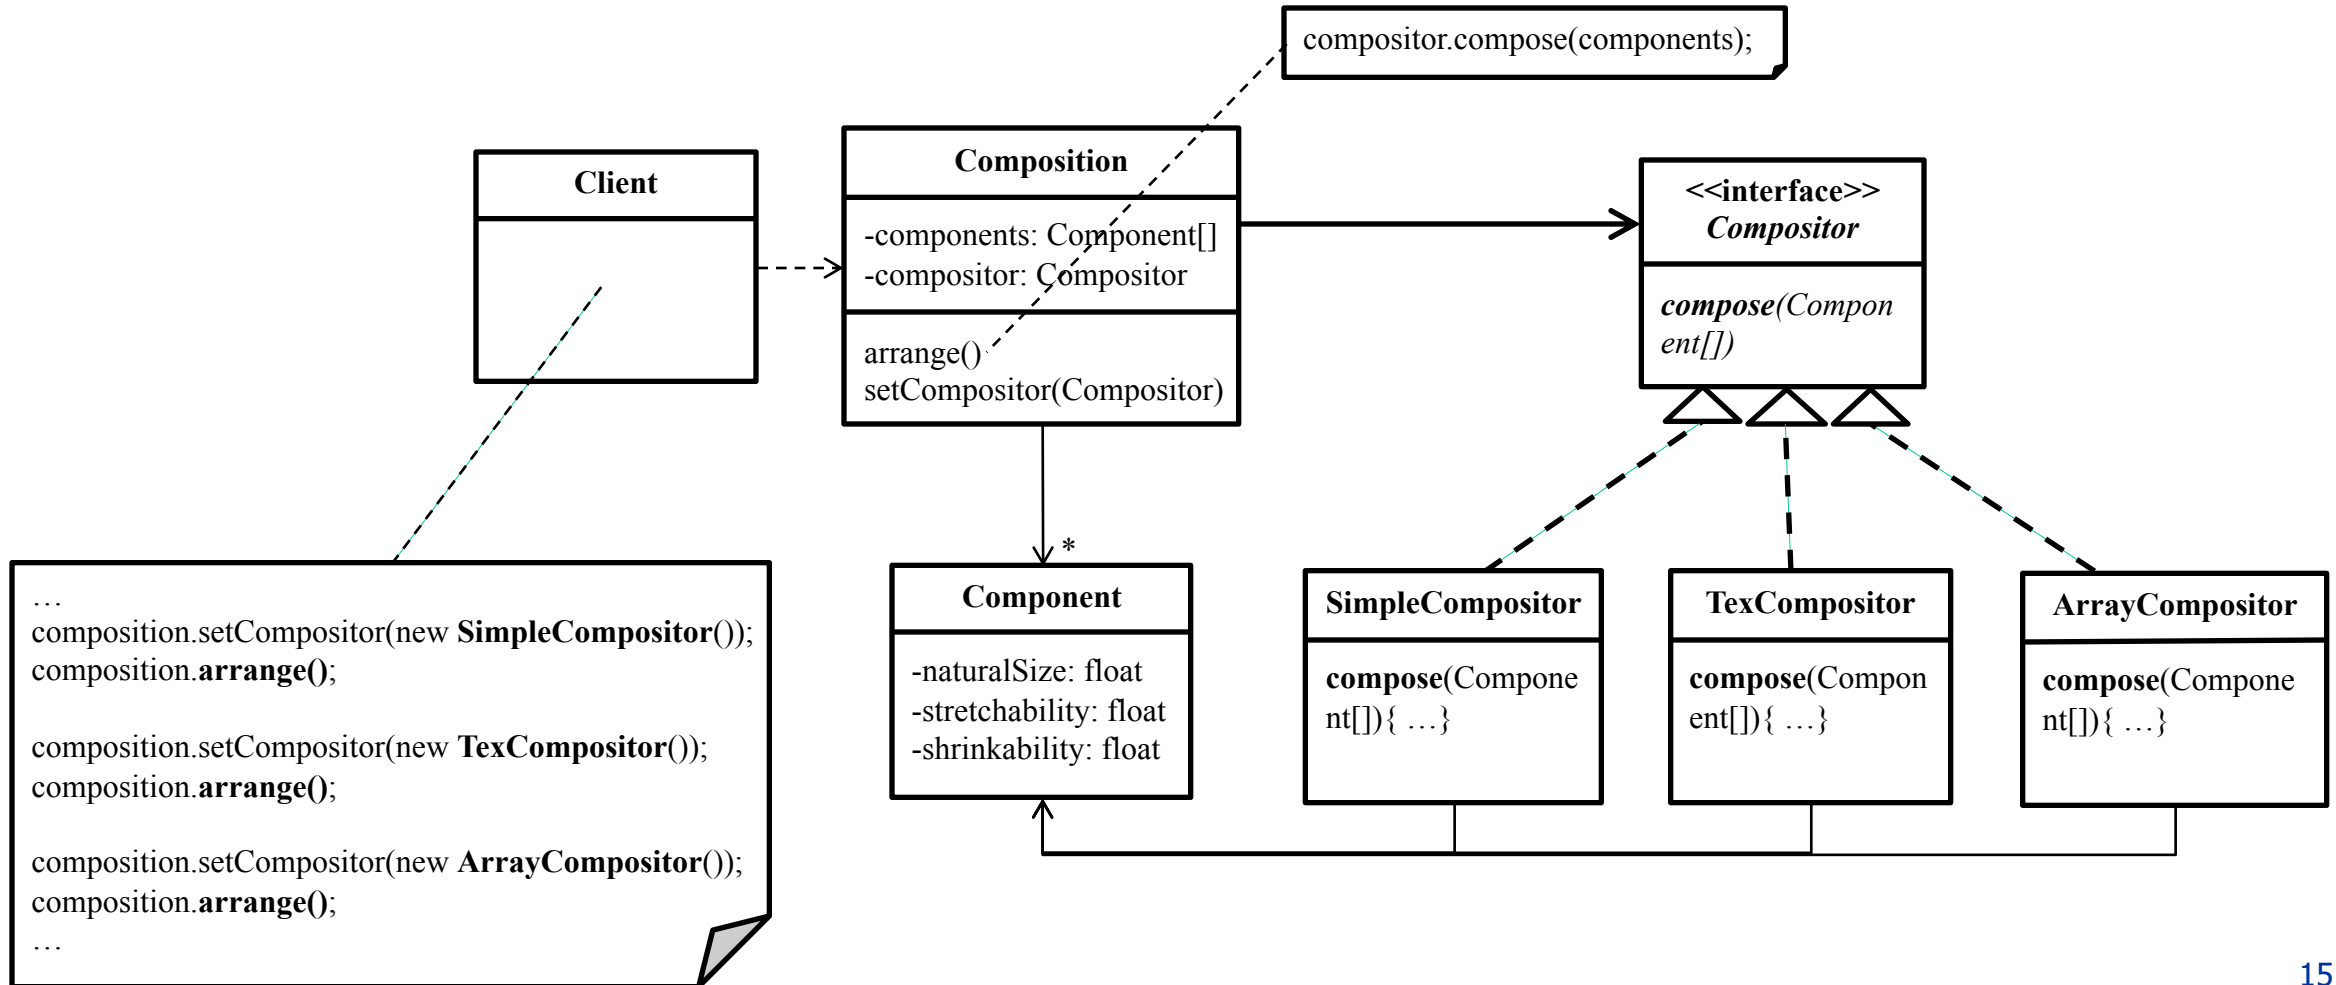 compositor.compose(components);
Client
Composition
-components: Component[]
-compositor: Compositor
arrange()
setCompositor(Compositor)
<<interface>>
Compositor
compose(Compon
ent[])
*
…
composition.setCompositor(new SimpleCompositor());
composition.arrange();
composition.setCompositor(new TexCompositor());
composition.arrange();
composition.setCompositor(new ArrayCompositor());
composition.arrange();
…
Component
-naturalSize: float
-stretchability: float
-shrinkability: float
SimpleCompositor
compose(Compone
nt[]){ …}
TexCompositor
compose(Compon
ent[]){ …}
ArrayCompositor
compose(Compone
nt[]){ …}
15